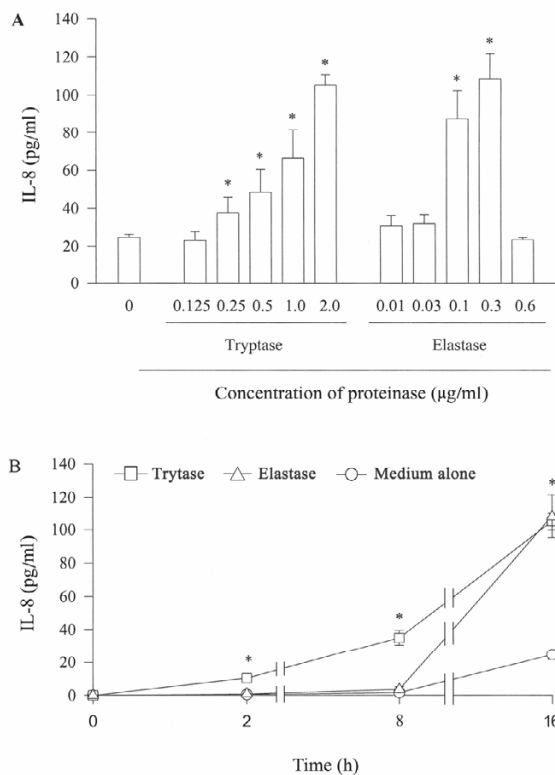 A
140
120
100
80
60
40
20
0
IL-8 (pg/ml)
* * * * * *
0 0.125 0.25 0.5 1.0 2.0 0.01 0.03 0.1 0.3 0.6
Tryptase Elastase
Concentration of proteinase (µg/ml)
B
140
120
100
80
60
40
20
0
IL-8 (pg/ml)
Trytase Elastase Medium alone
* * *
0 2 8 16
Time (h)